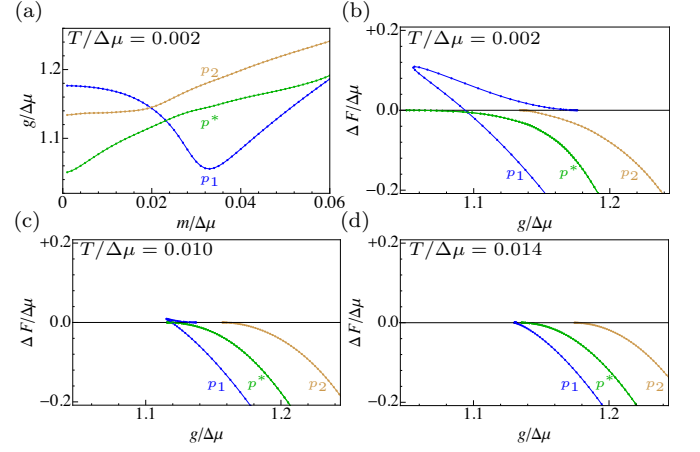 (a)
T/Δμ = 0.002
g/Δμ
1.2
1.1
p₂
p*
p₁
0 0.02 0.04 0.06
m/Δμ
(b)
T/Δμ = 0.002
ΔF/Δμ
+0.2
0.0
−0.2
p₁
p*
p₂
1.1 1.2
g/Δμ
(c)
T/Δμ = 0.010
ΔF/Δμ
+0.2
0.0
−0.2
p₁
p*
p₂
1.1 1.2
g/Δμ
(d)
T/Δμ = 0.014
ΔF/Δμ
+0.2
0.0
−0.2
p₁
p*
p₂
1.1 1.2
g/Δμ